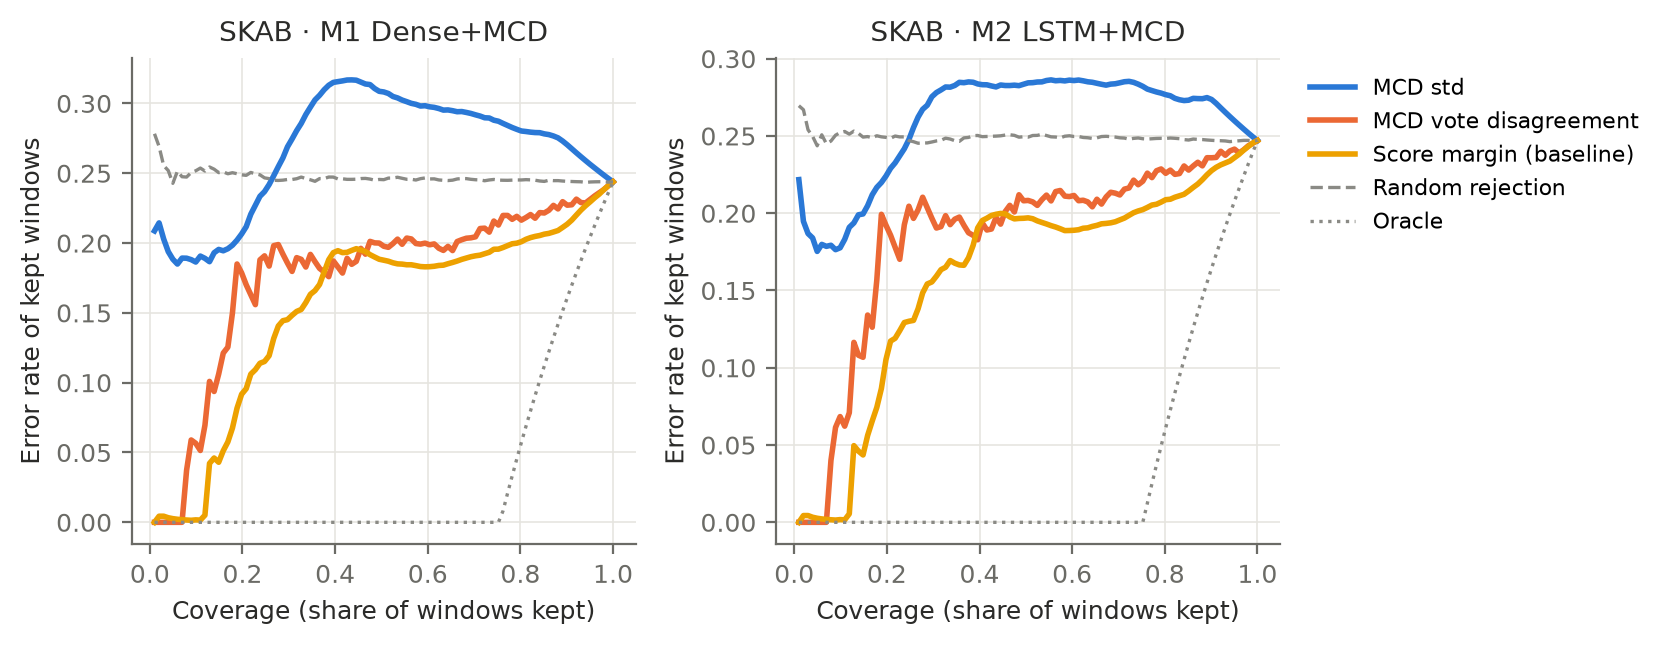 SKAB · M1 Dense+MCD
Error rate of kept windows
0.30
0.25
0.20
0.15
0.10
0.05
0.00
0.0 0.2 0.4 0.6 0.8 1.0
Coverage (share of windows kept)
SKAB · M2 LSTM+MCD
Error rate of kept windows
0.30
0.25
0.20
0.15
0.10
0.05
0.00
0.0 0.2 0.4 0.6 0.8 1.0
Coverage (share of windows kept)
MCD std
MCD vote disagreement
Score margin (baseline)
Random rejection
Oracle